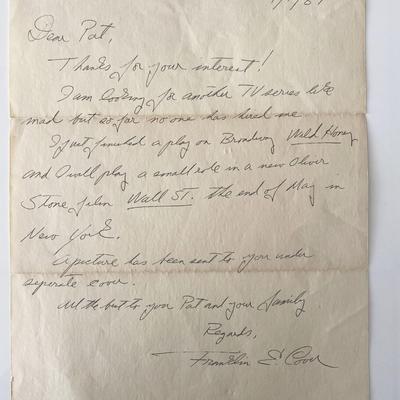 Dear Pat,
Thanks for your interest!
I am looking for another TV series like
mad but so far no one has hired me
I just finished a play on Broadway Wild Honey
and I will play a small role in a new Oliver
Stone film Wall St. the end of May in
New York.
A picture has been sent to you under
seperate cover.
All the best to you Pat and your family
Regards,
Franklin E. Cover